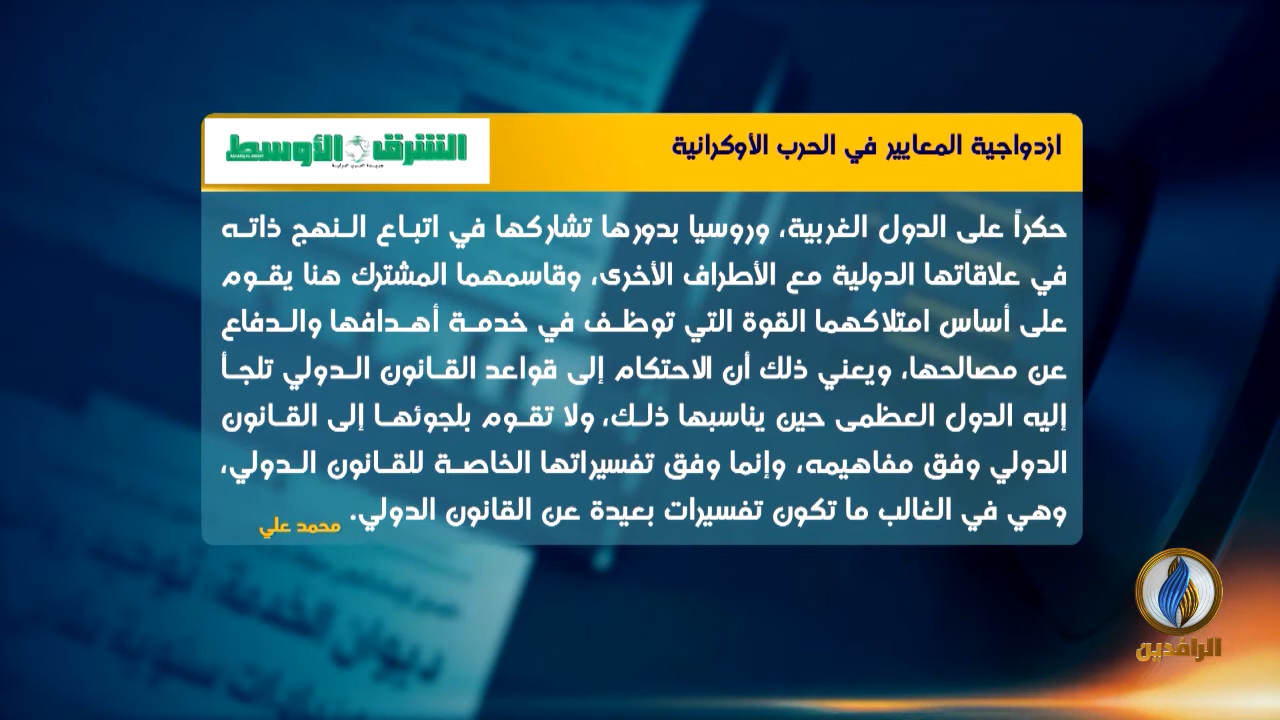 ازدواجية المعايير في الحرب الأوكرانية
الشرق الأوسط
حكراً على الدول الغربية، وروسيا بدورها تشاركها في اتباع النهج ذاته
في علاقاتها الدولية مع الأطراف الأخرى، وقاسمهما المشترك هنا يقوم
على أساس امتلاكهما القوة التي توظف في خدمة أهدافها والدفاع
عن مصالحها، ويعني ذلك أن الاحتكام إلى قواعد القانون الدولي تلجأ
إليه الدول العظمى حين يناسبها ذلك، ولا تقوم بلجوئها إلى القانون
الدولي وفق مفاهيمه، وإنما وفق تفسيراتها الخاصة للقانون الدولي،
وهي في الغالب ما تكون تفسيرات بعيدة عن القانون الدولي.
محمد علي
الرافدين
ديوان الخدمة: توحيد